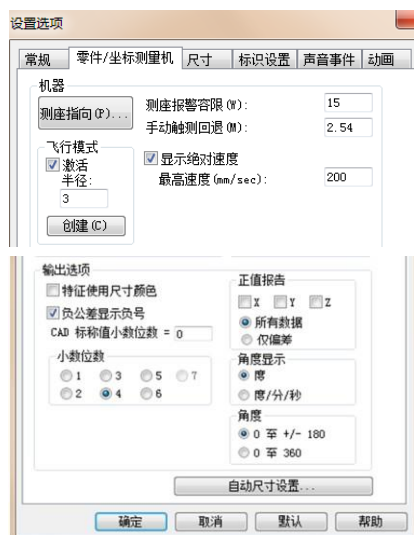 设置选项
常规 零件/坐标测量机 尺寸 标识设置 声音事件 动画
机器
测座指向(P)...
测座报警容限(W): 15
手动触测回退(M): 2.54
飞行模式
激活
半径:
3
创建(C)
显示绝对速度
最高速度(mm/sec): 200
输出选项
特征使用尺寸颜色
负公差显示负号
CAD 标称值小数位数 = 0
小数位数
1 3 5 7
2 4 6
正值报告
X Y Z
所有数据
仅偏差
角度显示
度
度/分/秒
角度
0 至 +/- 180
0 至 360
自动尺寸设置...
确定 取消 默认 帮助